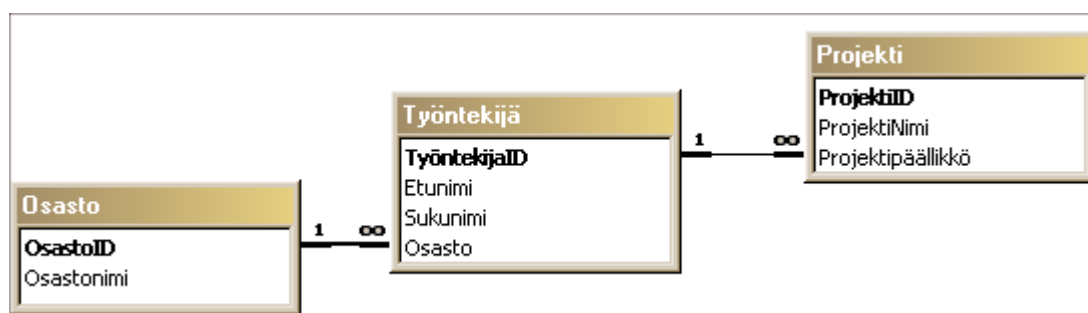 Osasto
OsastoID
Osastonimi
1 ∞
Työntekijä
TyöntekijaID
Etunimi
Sukunimi
Osasto
1 ∞
Projekti
ProjektiID
ProjektiNimi
Projektipäällikkö